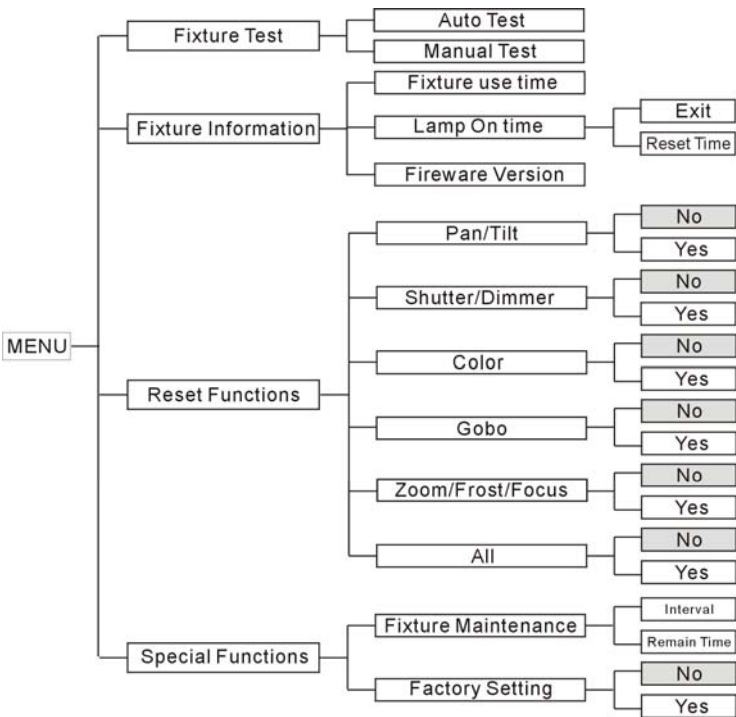 MENU
Fixture Test
Auto Test
Manual Test
Fixture Information
Fixture use time
Lamp On time
Exit
Reset Time
Fireware Version
Reset Functions
Pan/Tilt
No
Yes
Shutter/Dimmer
No
Yes
Color
No
Yes
Gobo
No
Yes
Zoom/Frost/Focus
No
Yes
All
No
Yes
Special Functions
Fixture Maintenance
Interval
Remain Time
Factory Setting
No
Yes